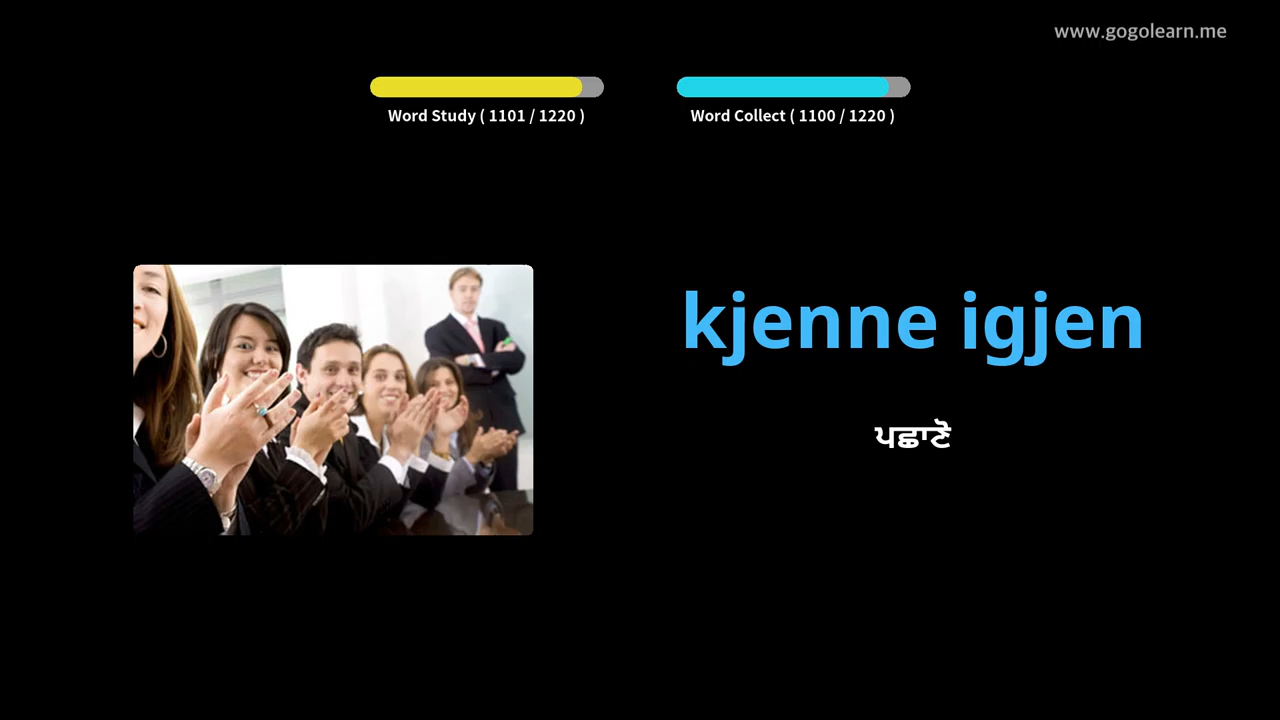 www.gogolearn.me
Word Study ( 1101 / 1220 )
Word Collect ( 1100 / 1220 )
kjenne igjen
ਪਛਾਣੋ